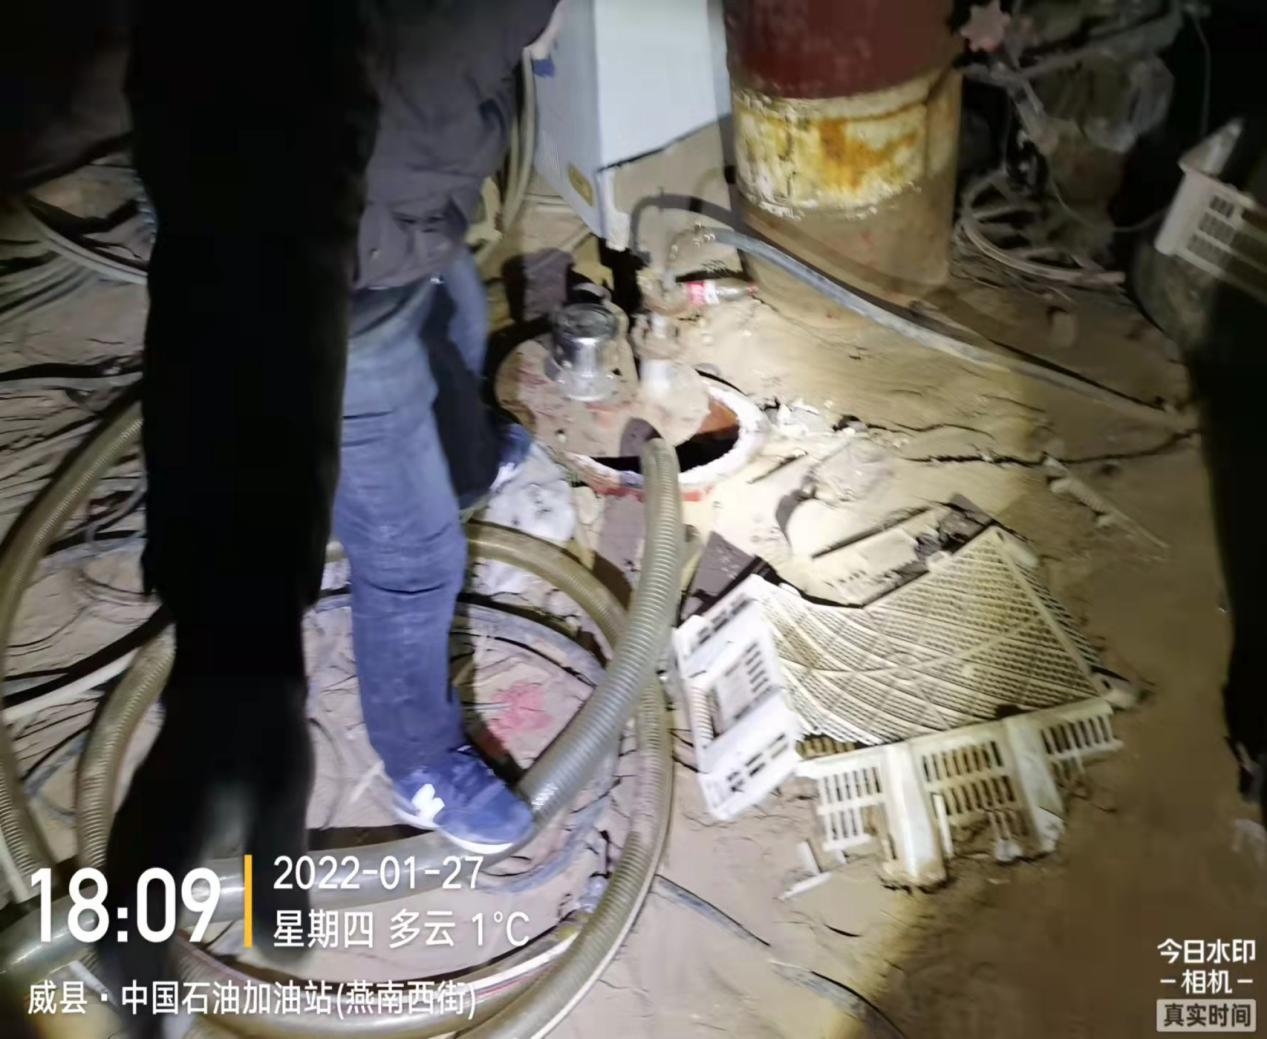 18:09
2022-01-27
星期四 多云 1°C
威县·中国石油加油站(燕南西街)
今日水印
-相机-
真实时间